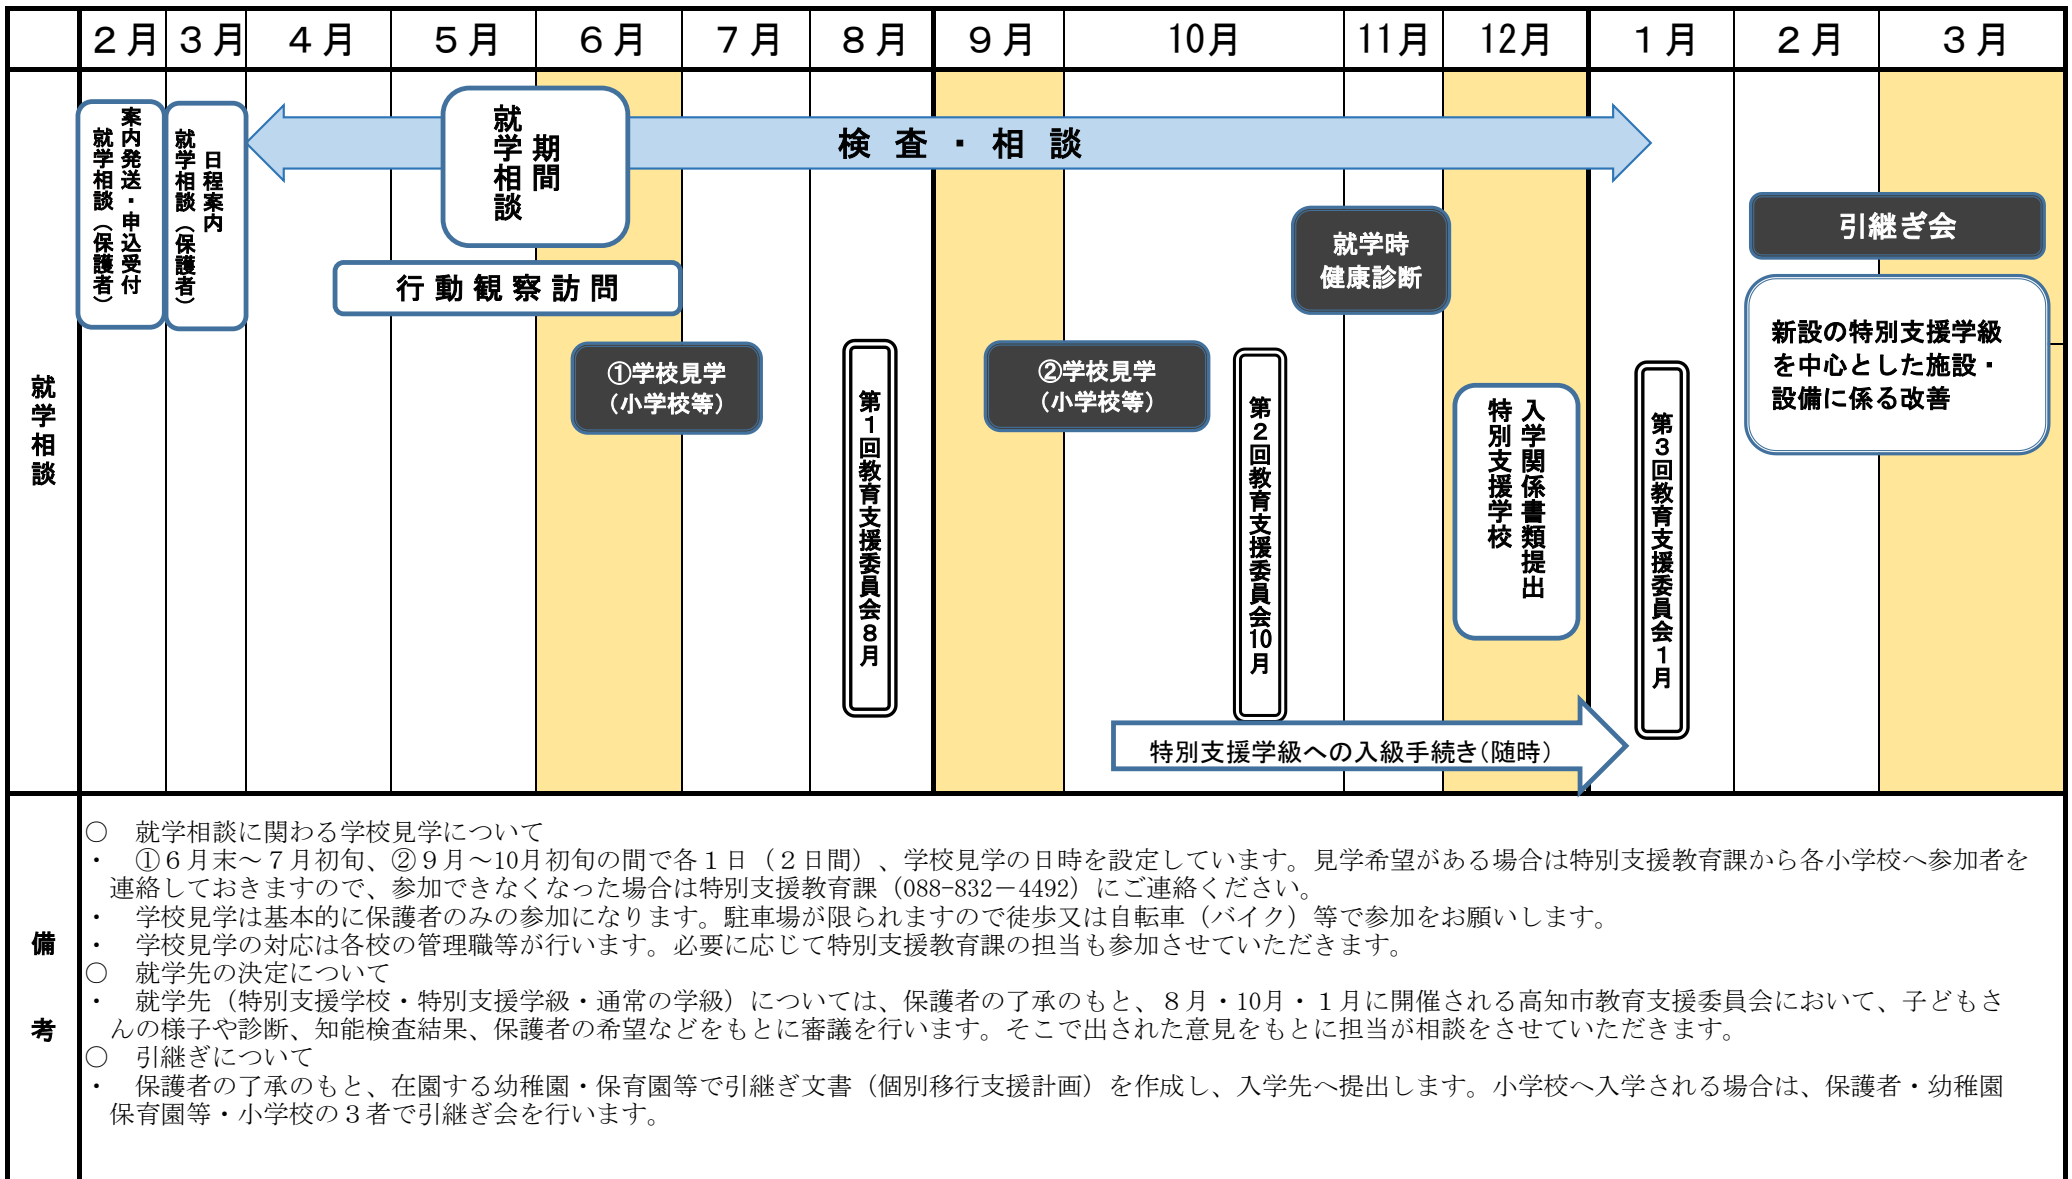 ２月 ３月 ４月 ５月 ６月 ７月 ８月 ９月 10月 11月 12月 １月 ２月 ３月
就学相談
就学相談（保護者）
案内発送・申込受付
就学相談（保護者）
日程案内
検査・相談
就学相談
期間
行動観察訪問
①学校見学
（小学校等）
第１回教育支援委員会８月
②学校見学
（小学校等）
第２回教育支援委員会10月
就学時
健康診断
特別支援学校
入学関係書類提出
第３回教育支援委員会１月
特別支援学級への入級手続き（随時）
引継ぎ会
新設の特別支援学級
を中心とした施設・
設備に係る改善
備考
○　就学相談に関わる学校見学について
・　①６月末～７月初旬、②９月～10月初旬の間で各１日（２日間）、学校見学の日時を設定しています。見学希望がある場合は特別支援教育課から各小学校へ参加者を
連絡しておきますので、参加できなくなった場合は特別支援教育課（088-832－4492）にご連絡ください。
・　学校見学は基本的に保護者のみの参加になります。駐車場が限られますので徒歩又は自転車（バイク）等で参加をお願いします。
・　学校見学の対応は各校の管理職等が行います。必要に応じて特別支援教育課の担当も参加させていただきます。
○　就学先の決定について
・　就学先（特別支援学校・特別支援学級・通常の学級）については、保護者の了承のもと、８月・10月・１月に開催される高知市教育支援委員会において、子どもさ
んの様子や診断、知能検査結果、保護者の希望などをもとに審議を行います。そこで出された意見をもとに担当が相談をさせていただきます。
○　引継ぎについて
・　保護者の了承のもと、在園する幼稚園・保育園等で引継ぎ文書（個別移行支援計画）を作成し、入学先へ提出します。小学校へ入学される場合は、保護者・幼稚園
保育園等・小学校の３者で引継ぎ会を行います。